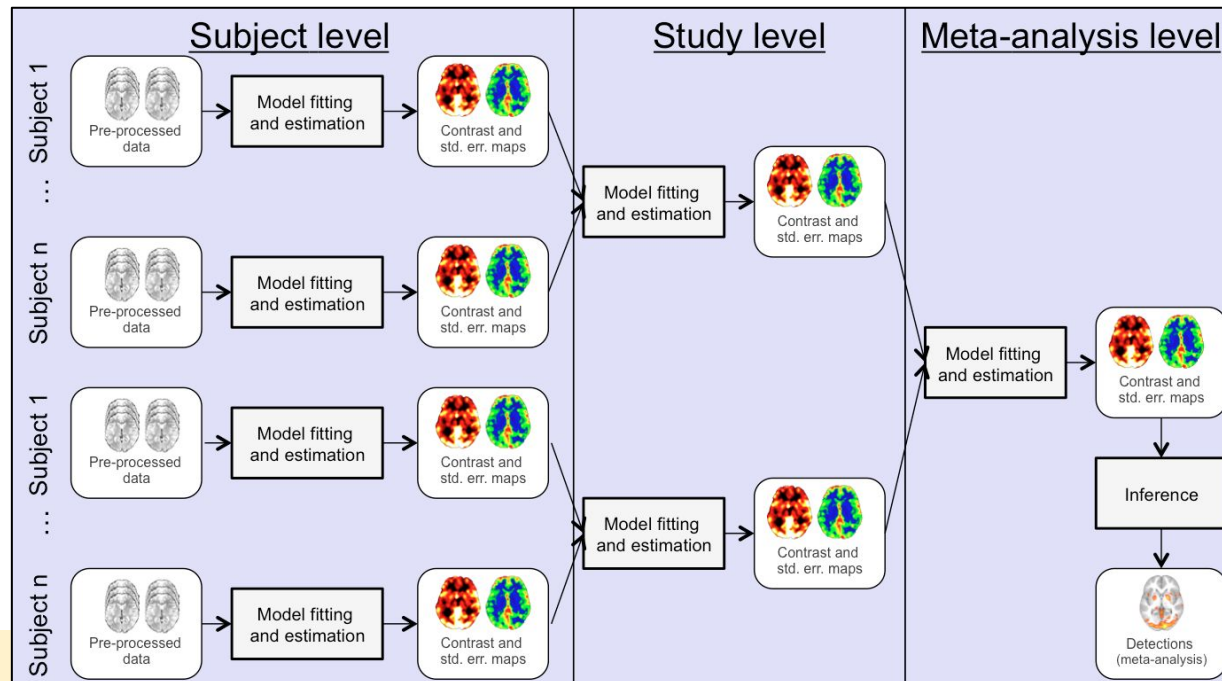 Subject level
Study level
Meta-analysis level
Subject 1
Pre-processed
data
Model fitting
and estimation
Contrast and
std. err. maps
...
Subject n
Pre-processed
data
Model fitting
and estimation
Contrast and
std. err. maps
Model fitting
and estimation
Contrast and
std. err. maps
Subject 1
Pre-processed
data
Model fitting
and estimation
Contrast and
std. err. maps
...
Subject n
Pre-processed
data
Model fitting
and estimation
Contrast and
std. err. maps
Model fitting
and estimation
Contrast and
std. err. maps
Model fitting
and estimation
Contrast and
std. err. maps
Inference
Detections
(meta-analysis)